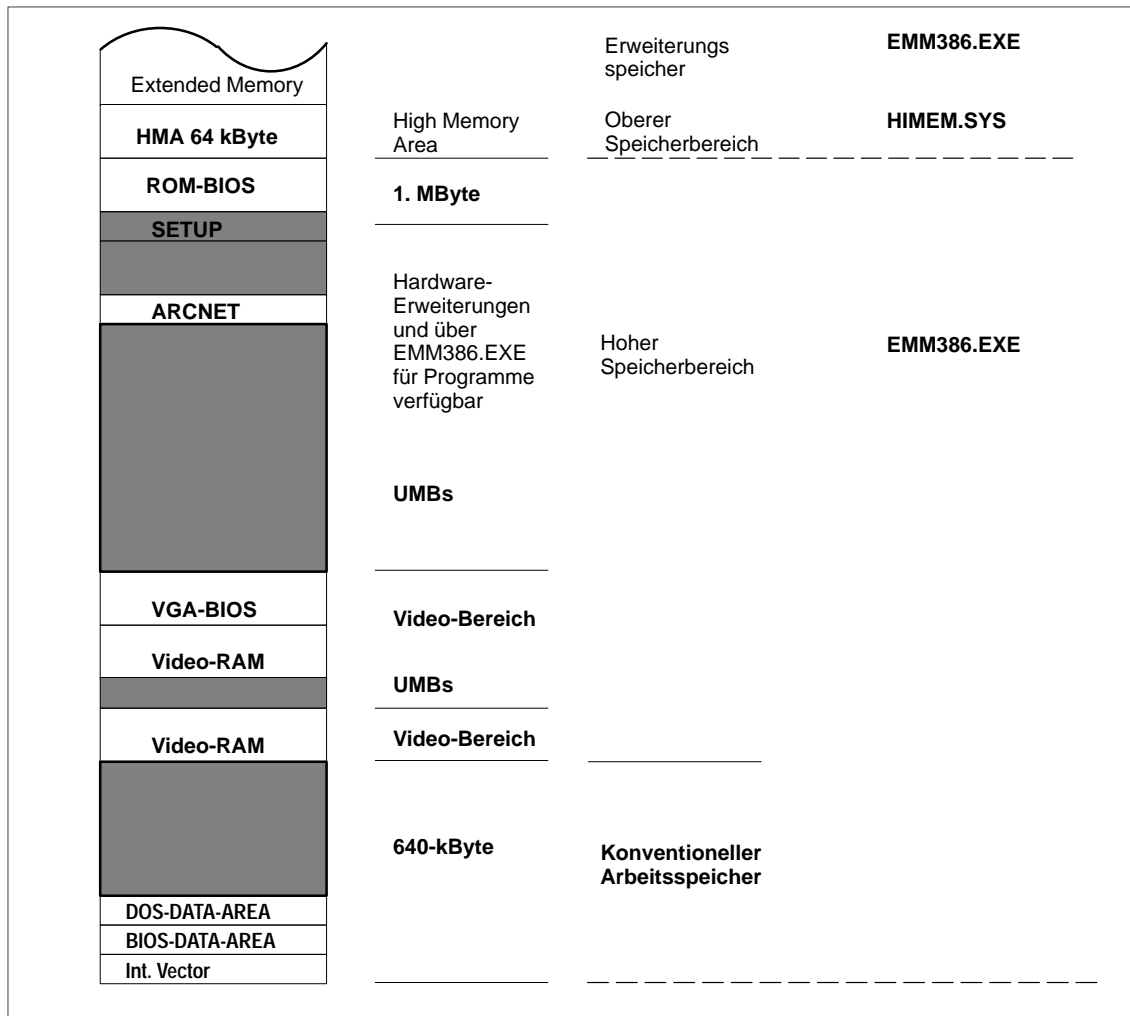 Erweiterungs
speicher
EMM386.EXE
Extended Memory
HMA 64 kByte
High Memory
Area
Oberer
Speicherbereich
HIMEM.SYS
ROM-BIOS
1. MByte
SETUP
ARCNET
Hardware-
Erweiterungen
und über
EMM386.EXE
für Programme
verfügbar
Hoher
Speicherbereich
EMM386.EXE
UMBs
VGA-BIOS
Video-Bereich
Video-RAM
UMBs
Video-RAM
Video-Bereich
640-kByte
Konventioneller
Arbeitsspeicher
DOS-DATA-AREA
BIOS-DATA-AREA
Int. Vector